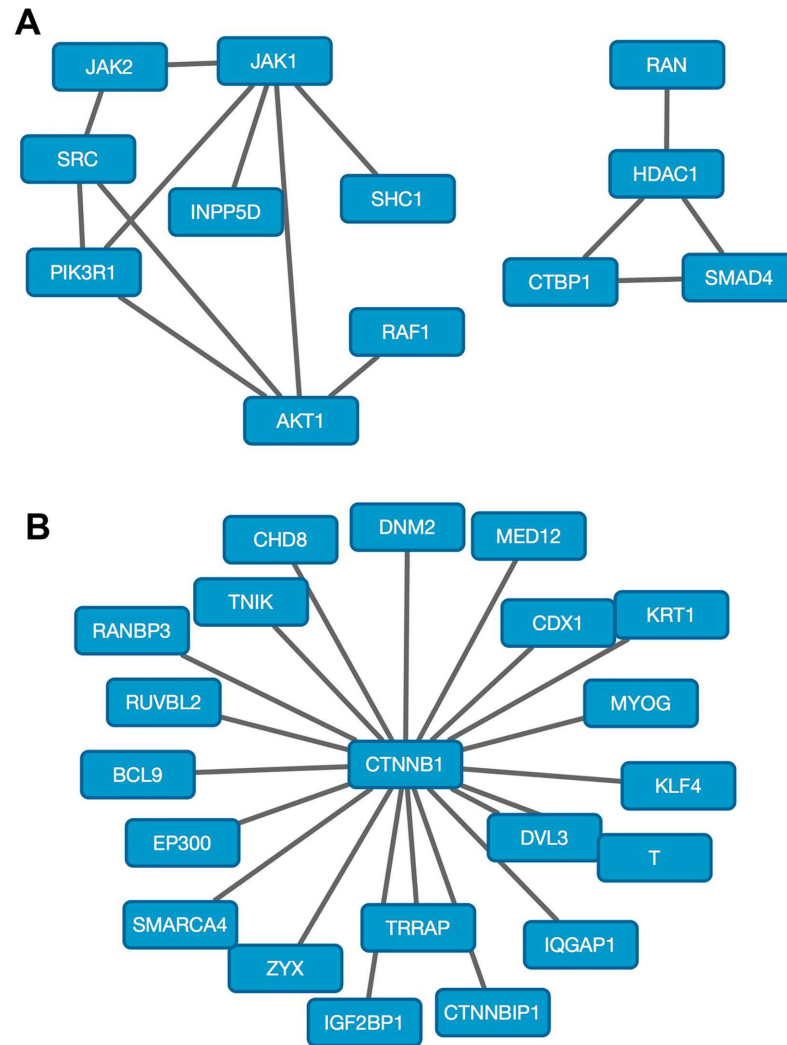 A
JAK2
JAK1
RAN
SRC
HDAC1
INPP5D
SHC1
PIK3R1
CTBP1
SMAD4
RAF1
AKT1
B
CHD8
DNM2
MED12
TNIK
CDX1
KRT1
RANBP3
RUVBL2
MYOG
CTNNB1
BCL9
KLF4
EP300
DVL3
T
SMARCA4
TRRAP
IQGAP1
ZYX
IGF2BP1
CTNNBIP1